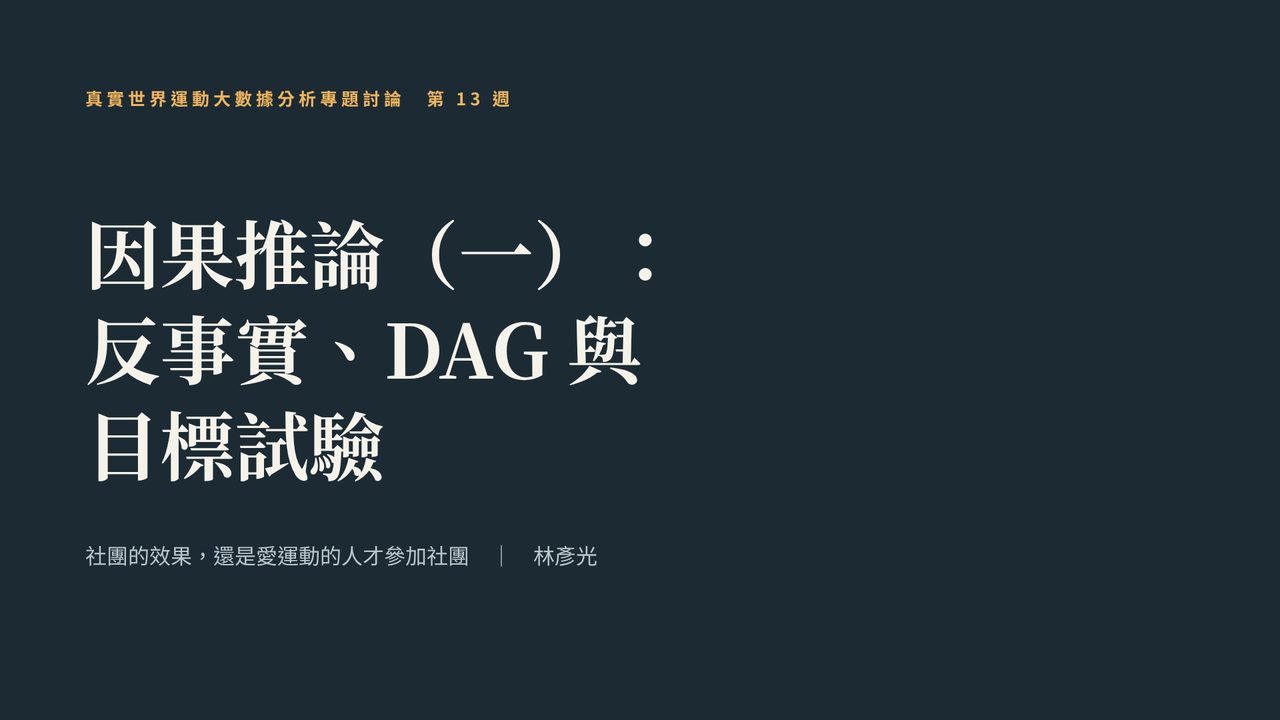 真實世界運動大數據分析專題討論　第 13 週
因果推論（一）：
反事實、DAG 與
目標試驗
社團的效果，還是愛運動的人才參加社團　｜　林彥光